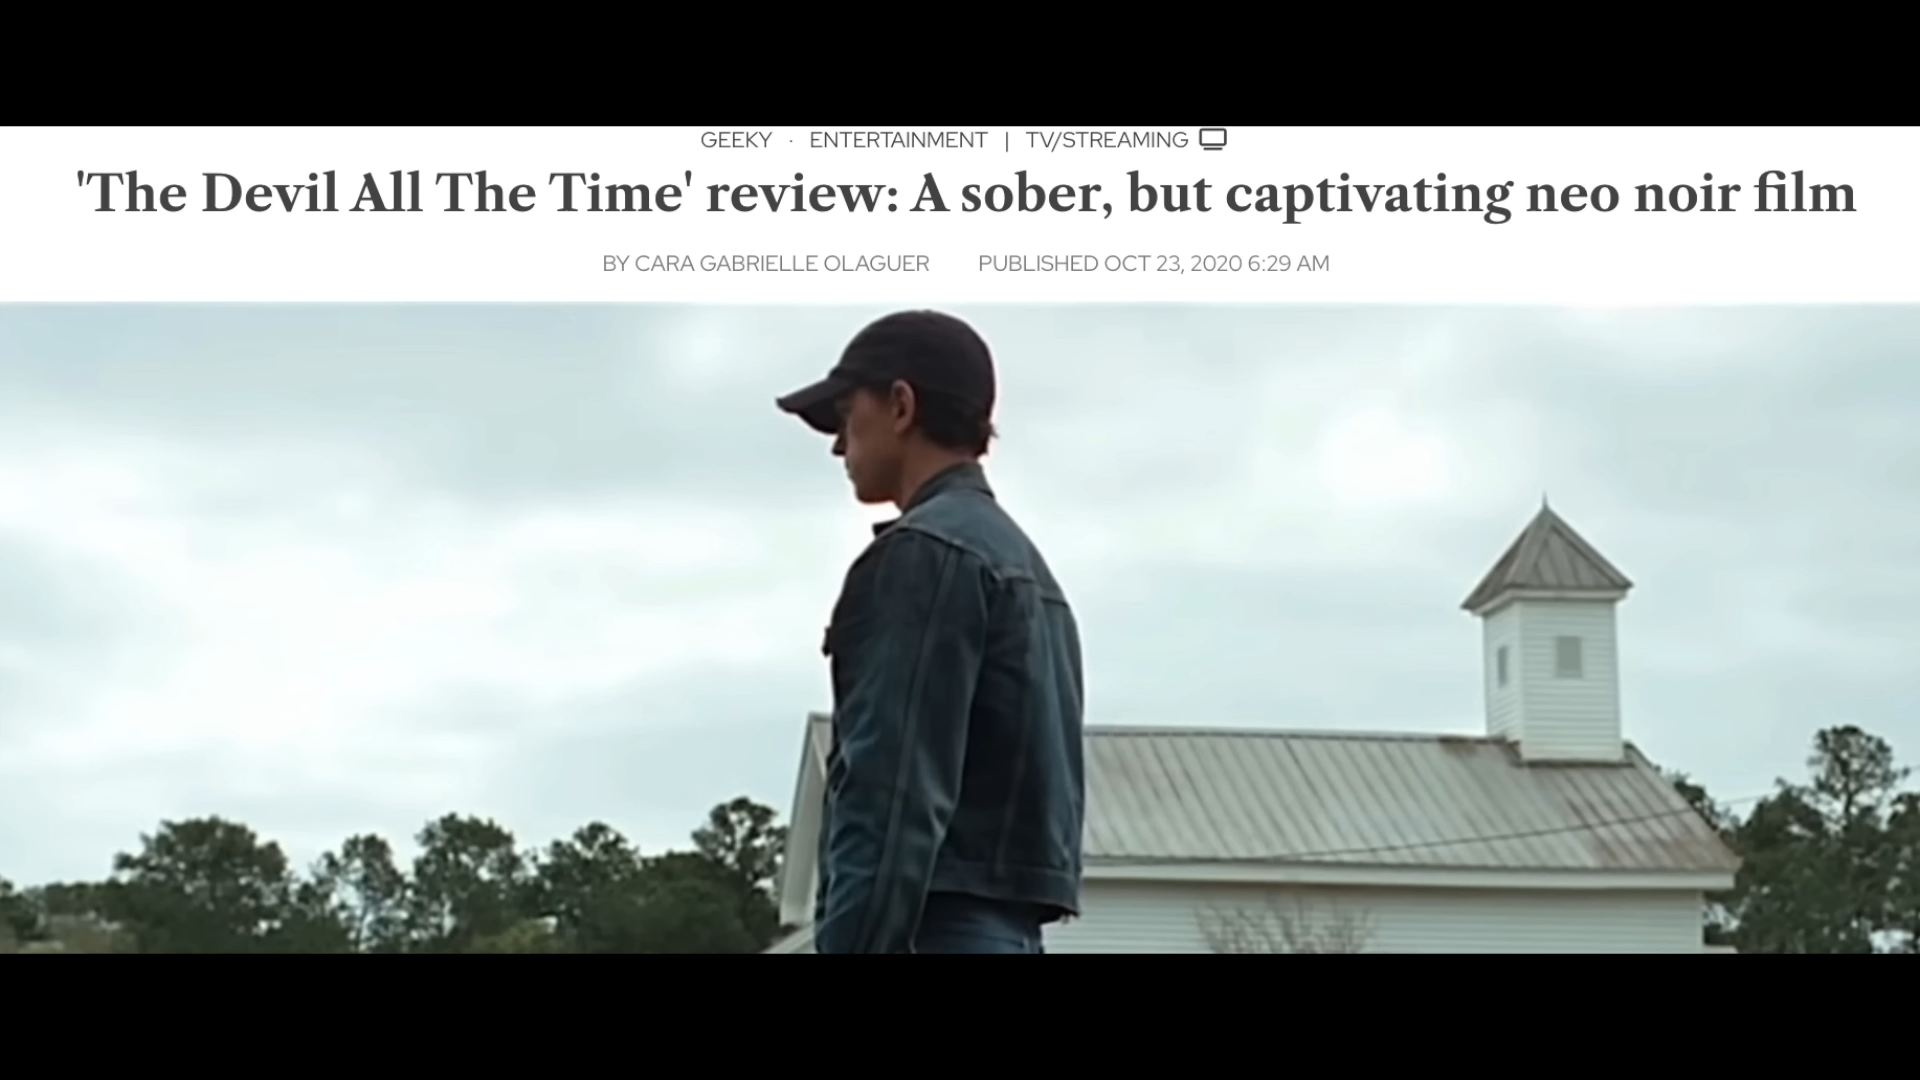 GEEKY · ENTERTAINMENT | TV/STREAMING
'The Devil All The Time' review: A sober, but captivating neo noir film
BY CARA GABRIELLE OLAGUER PUBLISHED OCT 23, 2020 6:29 AM